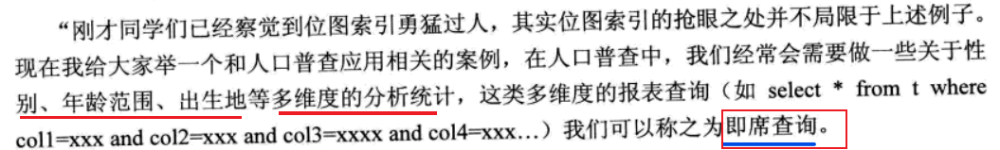 “刚才同学们已经察觉到位图索引勇猛过人，其实位图索引的抢眼之处并不局限于上述例子。
现在我给大家举一个和人口普查应用相关的案例，在人口普查中，我们经常会需要做一些关于性
别、年龄范围、出生地等多维度的分析统计，这类多维度的报表查询（如 select * from t where
col1=xxx and col2=xxx and col3=xxxx and col4=xxx…）我们可以称之为即席查询。